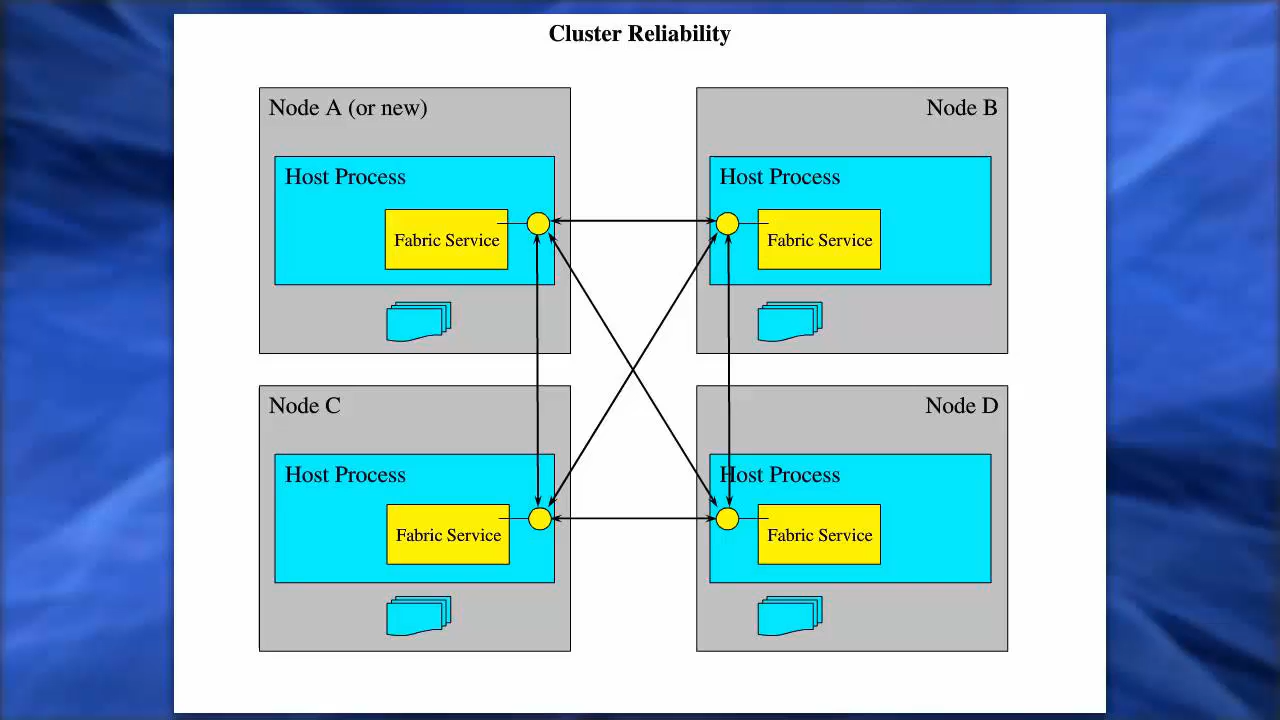 Cluster Reliability
Node A (or new)
Node B
Host Process
Host Process
Fabric Service
Fabric Service
Node C
Node D
Host Process
Host Process
Fabric Service
Fabric Service